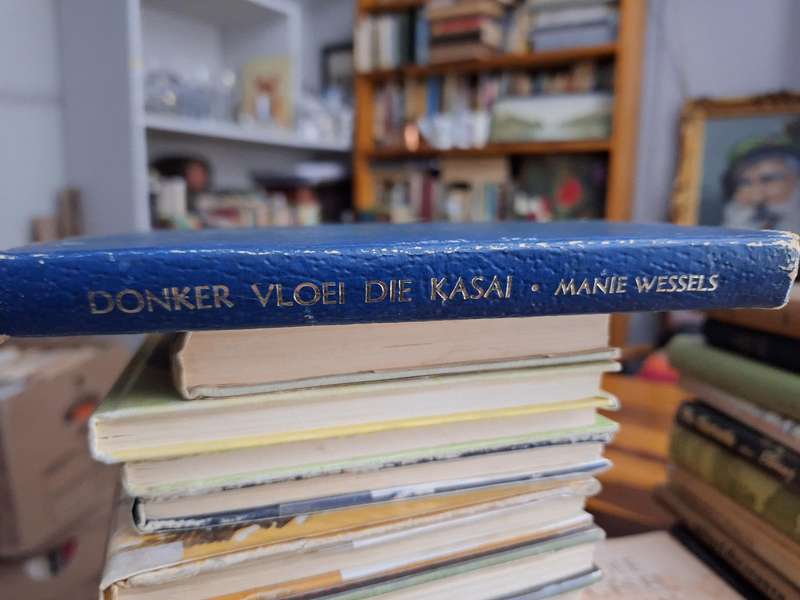 DONKER VLOEI DIE KASAI • MANIE WESSELS